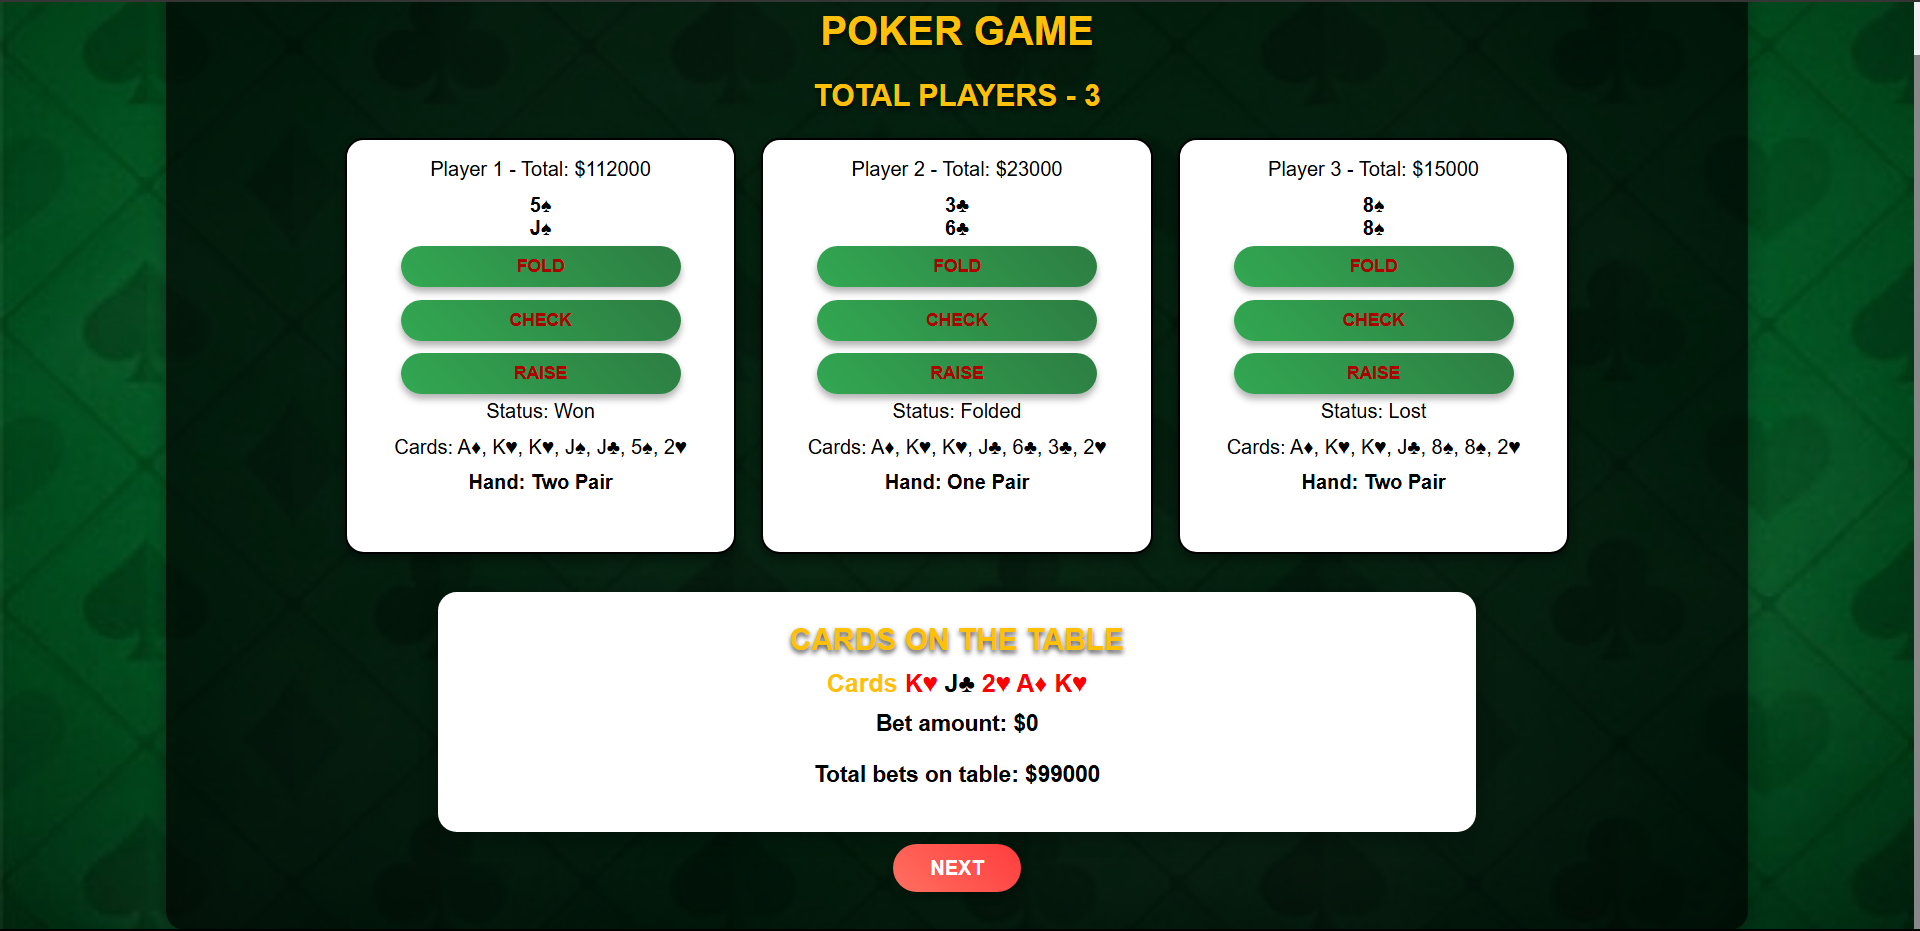 POKER GAME
TOTAL PLAYERS - 3
Player 1 - Total: $112000
5♠
J♠
FOLD
CHECK
RAISE
Status: Won
Cards: A♦, K♥, K♥, J♠, J♣, 5♠, 2♥
Hand: Two Pair
Player 2 - Total: $23000
3♣
6♣
FOLD
CHECK
RAISE
Status: Folded
Cards: A♦, K♥, K♥, J♣, 6♣, 3♣, 2♥
Hand: One Pair
Player 3 - Total: $15000
8♠
8♠
FOLD
CHECK
RAISE
Status: Lost
Cards: A♦, K♥, K♥, J♣, 8♠, 8♠, 2♥
Hand: Two Pair
CARDS ON THE TABLE
Cards K♥ J♣ 2♥ A♦ K♥
Bet amount: $0
Total bets on table: $99000
NEXT